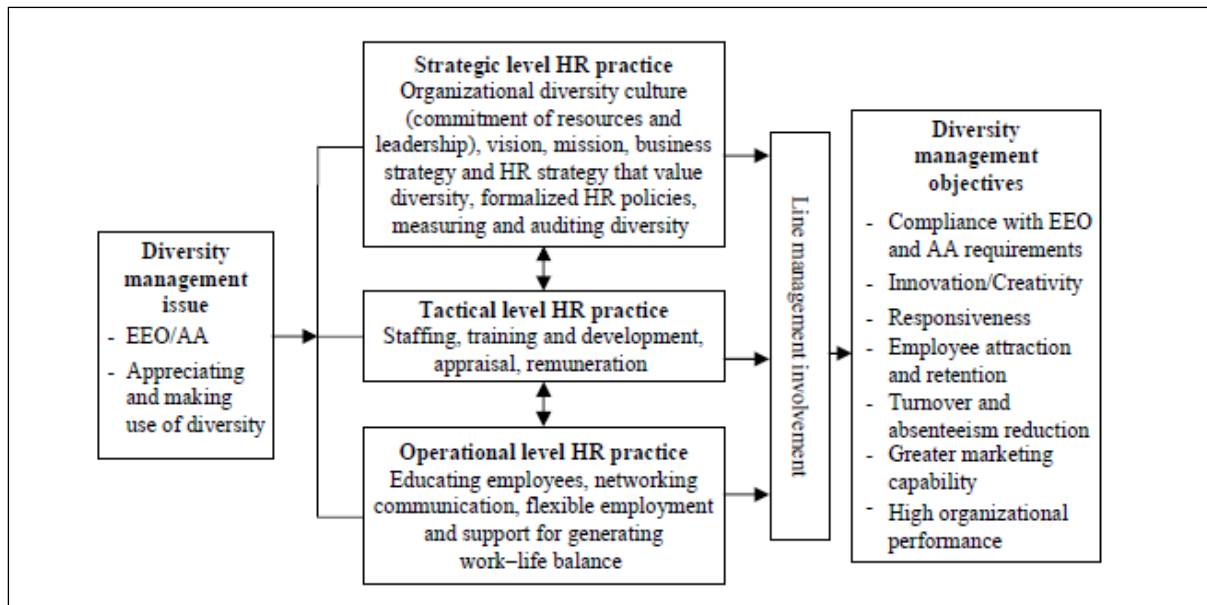 Diversity
management
issue
- EEO/AA
- Appreciating
and making
use of diversity
Strategic level HR practice
Organizational diversity culture
(commitment of resources and
leadership), vision, mission, business
strategy and HR strategy that value
diversity, formalized HR policies,
measuring and auditing diversity
Tactical level HR practice
Staffing, training and development,
appraisal, remuneration
Operational level HR practice
Educating employees, networking
communication, flexible employment
and support for generating
work–life balance
Line management involvement
Diversity
management
objectives
- Compliance with EEO
and AA requirements
- Innovation/Creativity
- Responsiveness
- Employee attraction
and retention
- Turnover and
absenteeism reduction
- Greater marketing
capability
- High organizational
performance